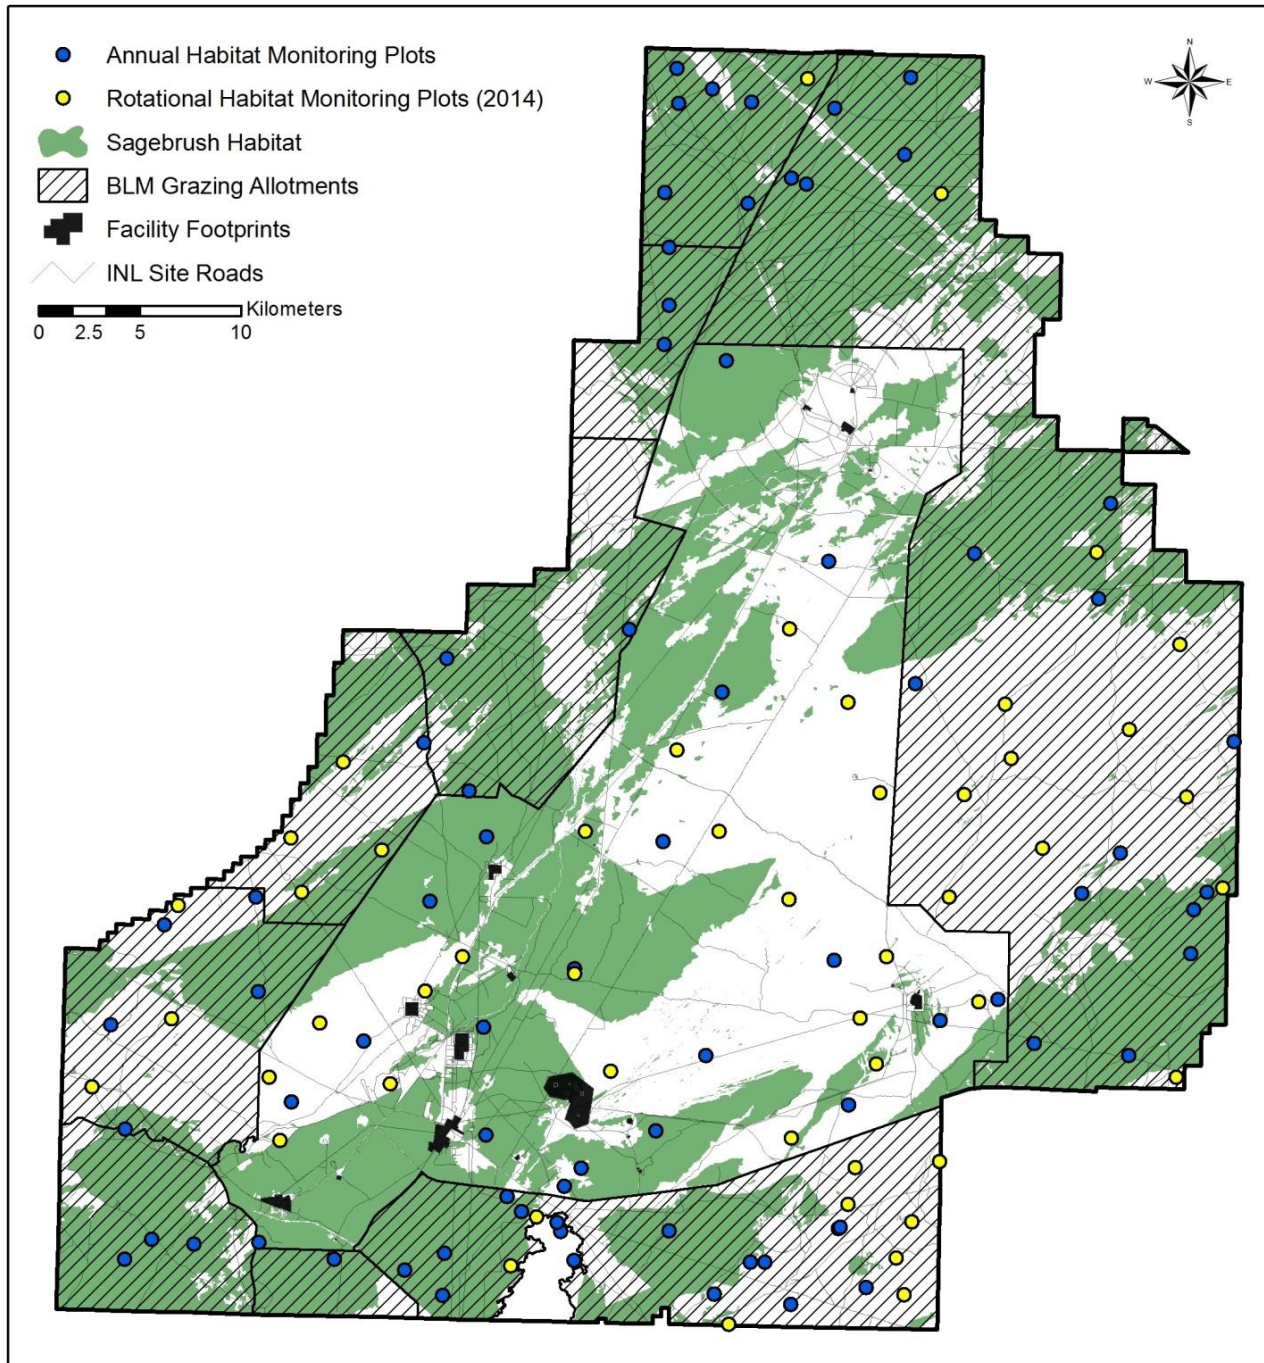 Annual Habitat Monitoring Plots
Rotational Habitat Monitoring Plots (2014)
Sagebrush Habitat
BLM Grazing Allotments
Facility Footprints
INL Site Roads
Kilometers
0 2.5 5 10
N
W E
S